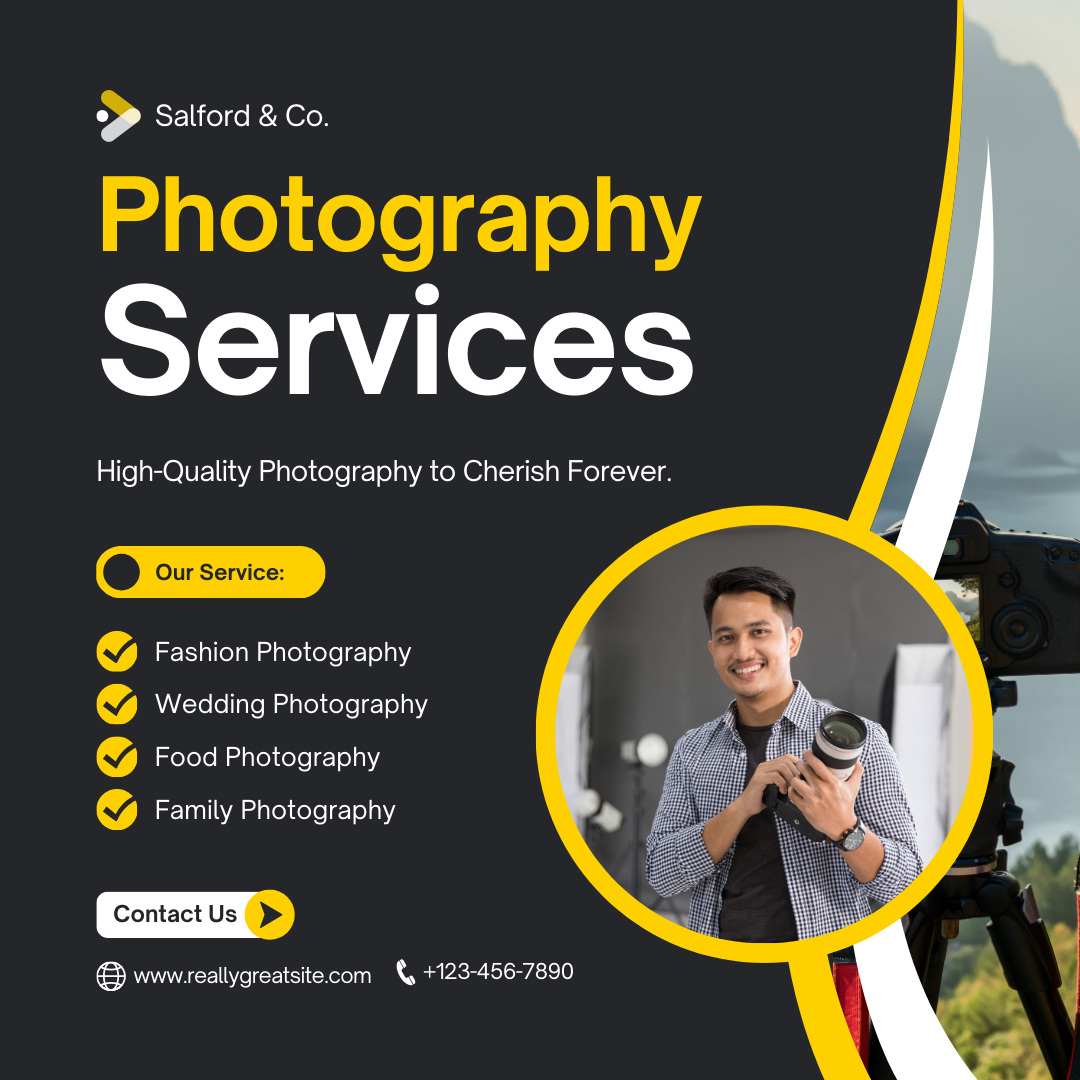 Salford & Co.
Photography
Services
High-Quality Photography to Cherish Forever.
Our Service:
Fashion Photography
Wedding Photography
Food Photography
Family Photography
Contact Us
www.reallygreatsite.com
+123-456-7890